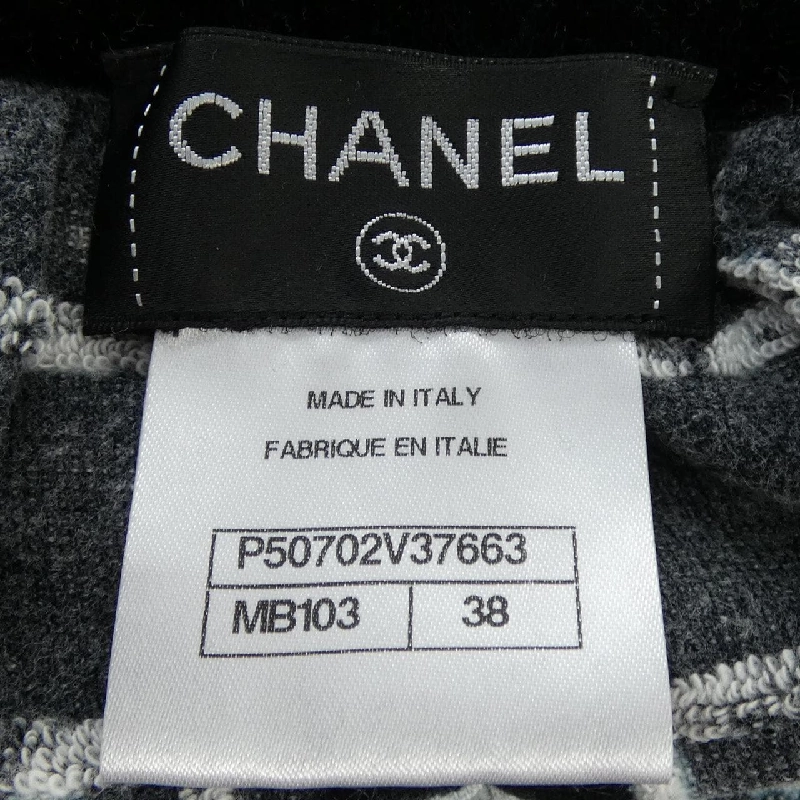 CHANEL
MADE IN ITALY
FABRIQUE EN ITALIE
P50702V37663
MB103 38